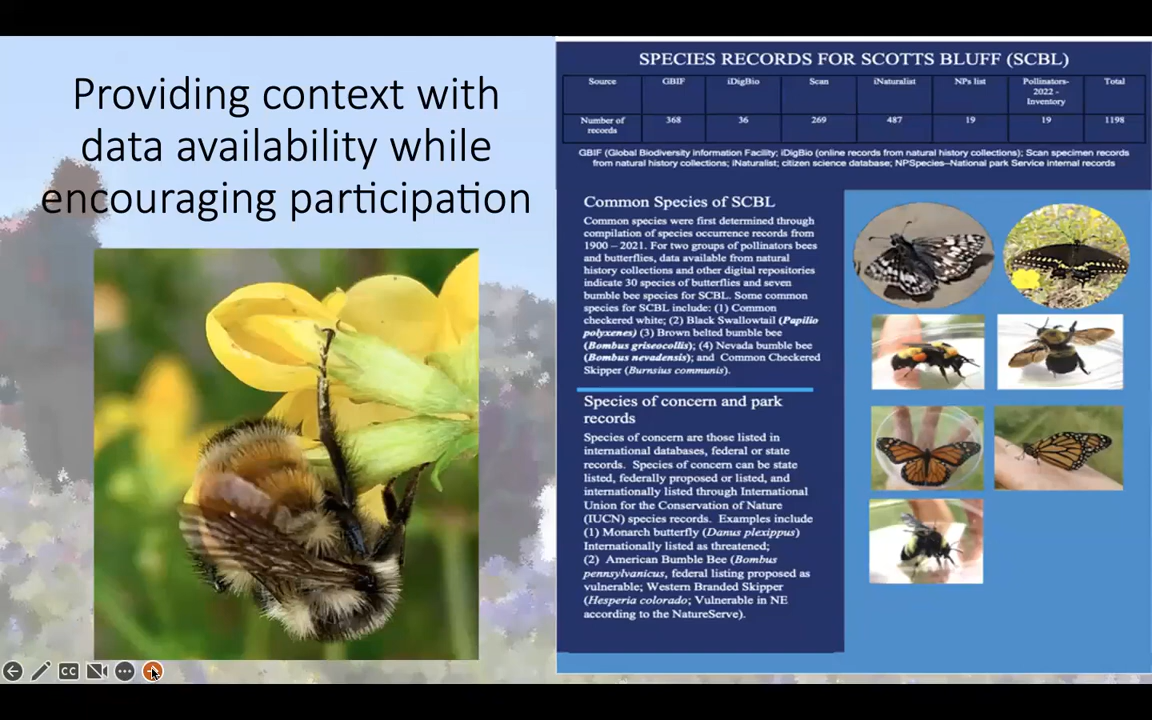 Providing context with
data availability while
encouraging participation
SPECIES RECORDS FOR SCOTTS BLUFF (SCBL)
Source GBIF iDigBio Scan iNaturalist NPs list Pollinators-
2022 -
Inventory Total
Number of
records 368 36 269 487 19 19 1198
GBIF (Global Biodiversity information Facility; iDigBio (online records from natural history collections); Scan specimen records
from natural history collections; iNaturalist; citizen science database; NPSpecies–National park Service internal records
Common Species of SCBL
Common species were first determined through
compilation of species occurrence records from
1900 – 2021. For two groups of pollinators bees
and butterflies, data available from natural
history collections and other digital repositories
indicate 30 species of butterflies and seven
bumble bee species for SCBL. Some common
species for SCBL include: (1) Common
checkered white; (2) Black Swallowtail (Papilio
polyxenes) (3) Brown belted bumble bee
(Bombus griseocollis); (4) Nevada bumble bee
(Bombus nevadensis); and Common Checkered
Skipper (Burnsius communis).
Species of concern and park
records
Species of concern are those listed in
international databases, federal or state
records. Species of concern can be state
listed, federally proposed or listed, and
internationally listed through International
Union for the Conservation of Nature
(IUCN) species records. Examples include
(1) Monarch butterfly (Danus plexippus)
Internationally listed as threatened;
(2) American Bumble Bee (Bombus
pennsylvanicus, federal listing proposed as
vulnerable; Western Branded Skipper
(Hesperia colorado; Vulnerable in NE
according to the NatureServe).
CC